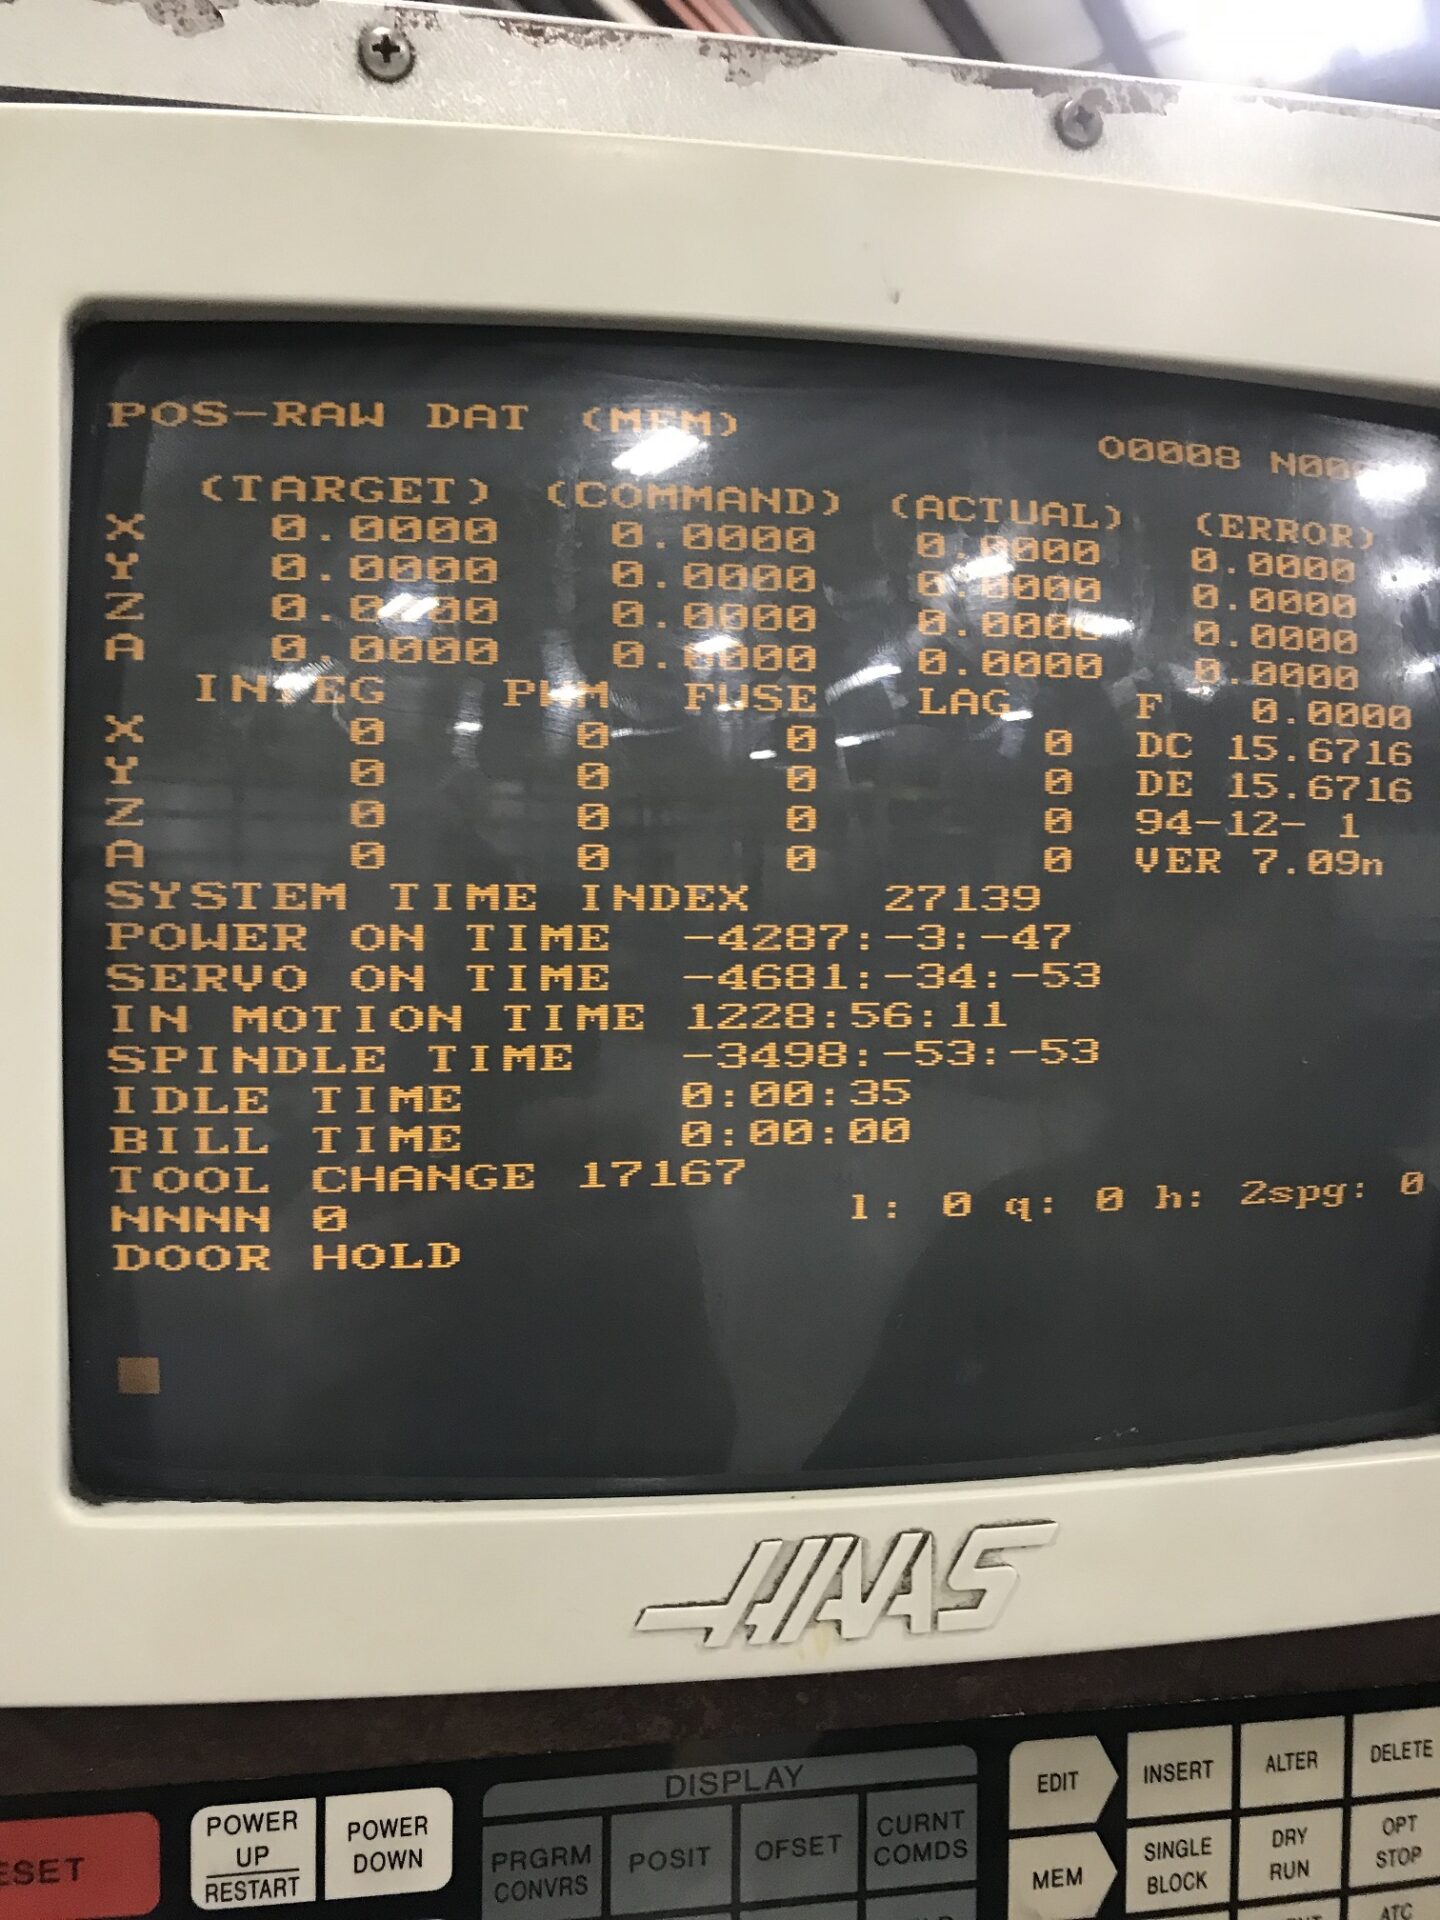 POS-RAW DAT (MEM)
O0008
(TARGET) (COMMAND) (ACTUAL) (ERROR)
X 0.0000 0.0000 0.0000 0.0000
Y 0.0000 0.0000 0.0000 0.0000
Z 0.0000 0.0000 0.0000 0.0000
A 0.0000 0.0000 0.0000 0.0000
INTEG PWM FUSE LAG F 0.0000
X 0 0 0 0 DC 15.6716
Y 0 0 0 0 DE 15.6716
Z 0 0 0 0 94-12- 1
A 0 0 0 0 VER 7.09n
SYSTEM TIME INDEX 27139
POWER ON TIME -4287:-3:-47
SERVO ON TIME -4681:-34:-53
IN MOTION TIME 1228:56:11
SPINDLE TIME -3498:-53:-53
IDLE TIME 0:00:35
BILL TIME 0:00:00
TOOL CHANGE 17167
NNNN 0 l: 0 q: 0 h: 2spg: 0
DOOR HOLD
HAAS
ESET
POWER UP
RESTART
POWER DOWN
DISPLAY
PRGRM CONVRS
POSIT
OFSET
CURNT COMDS
EDIT
INSERT
ALTER
DELETE
MEM
SINGLE BLOCK
DRY RUN
OPT STOP
ATC